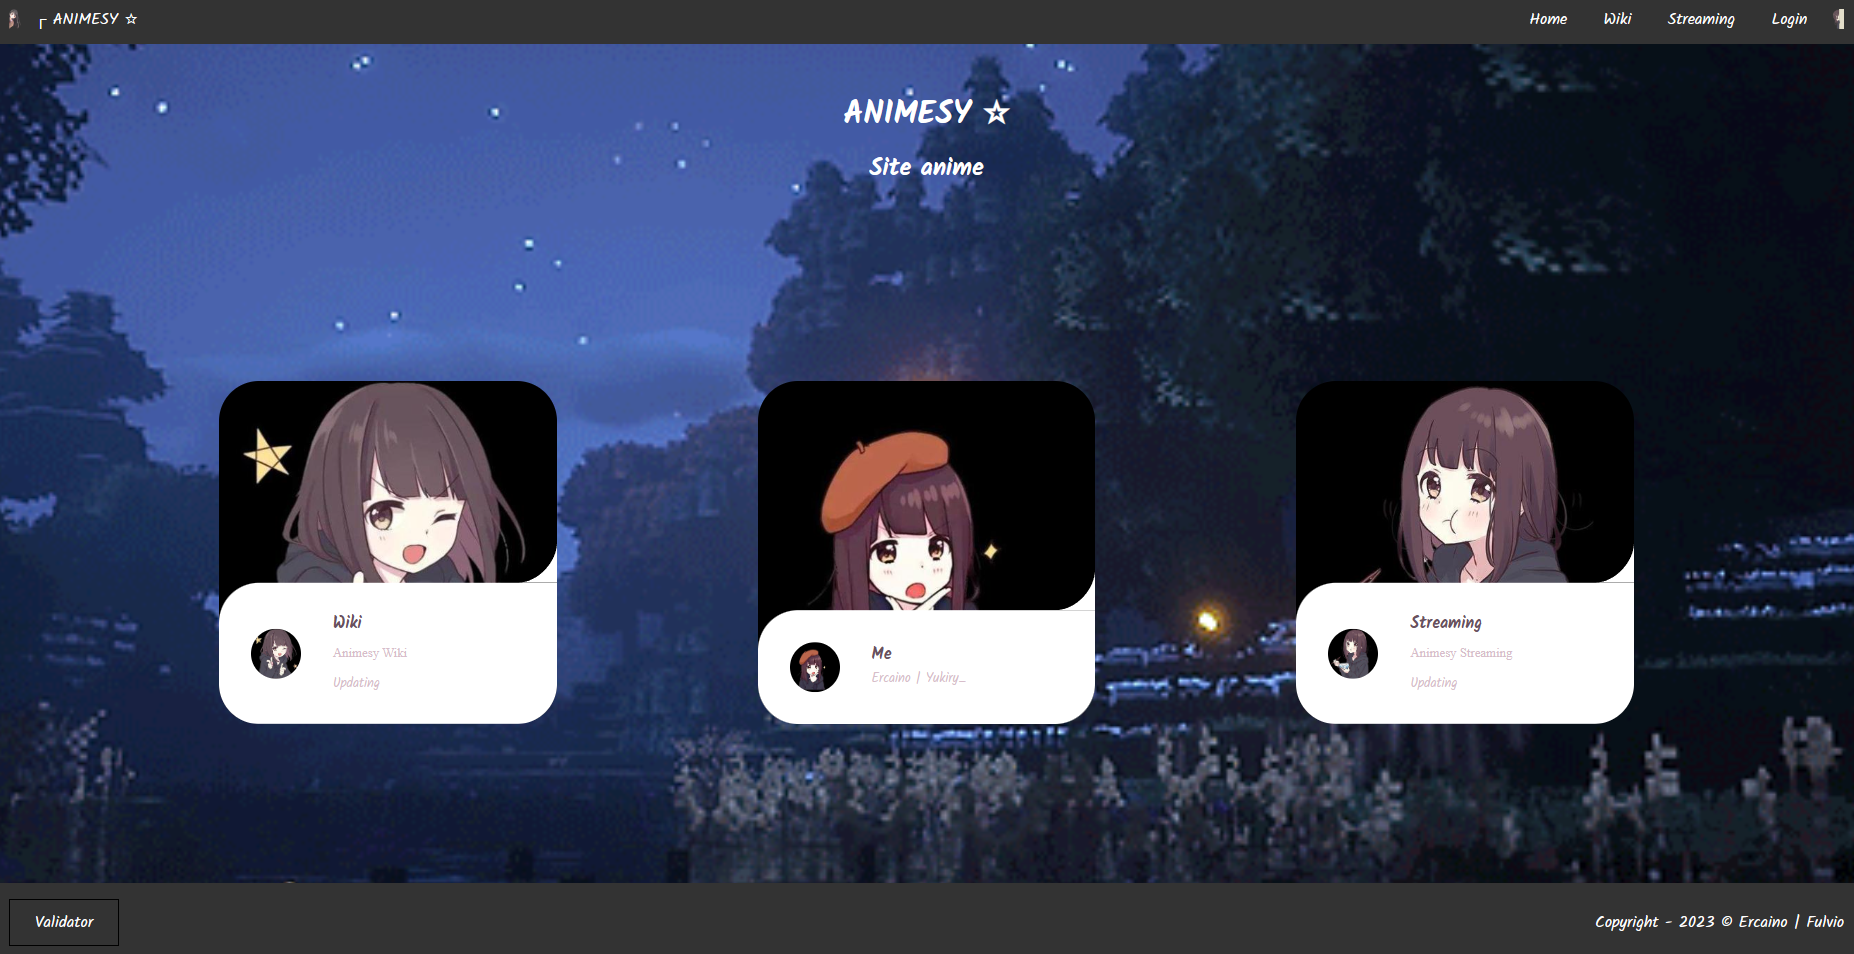 ┌ ANIMESY ☆
Home Wiki Streaming Login
ANIMESY ☆
Site anime
Wiki
Animesy Wiki
Updating
Me
Ercaino | Yukiry_
Streaming
Animesy Streaming
Updating
Validator
Copyright - 2023 © Ercaino | Fulvio